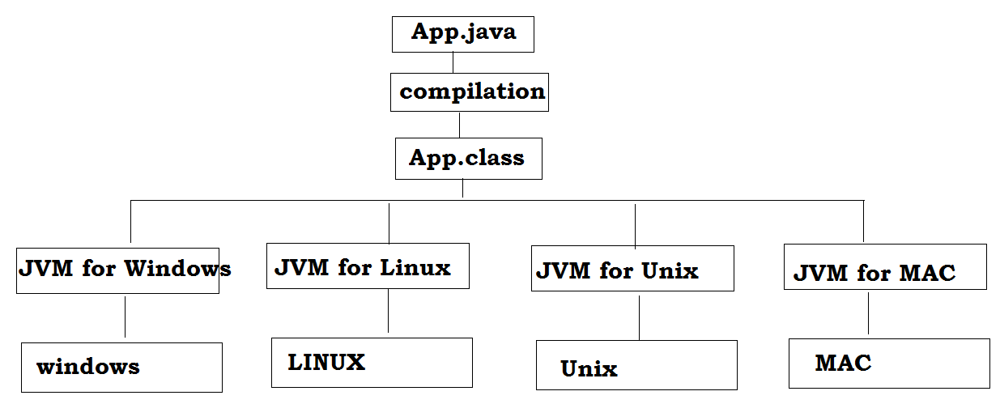 App.java
compilation
App.class
JVM for Windows
JVM for Linux
JVM for Unix
JVM for MAC
windows
LINUX
Unix
MAC